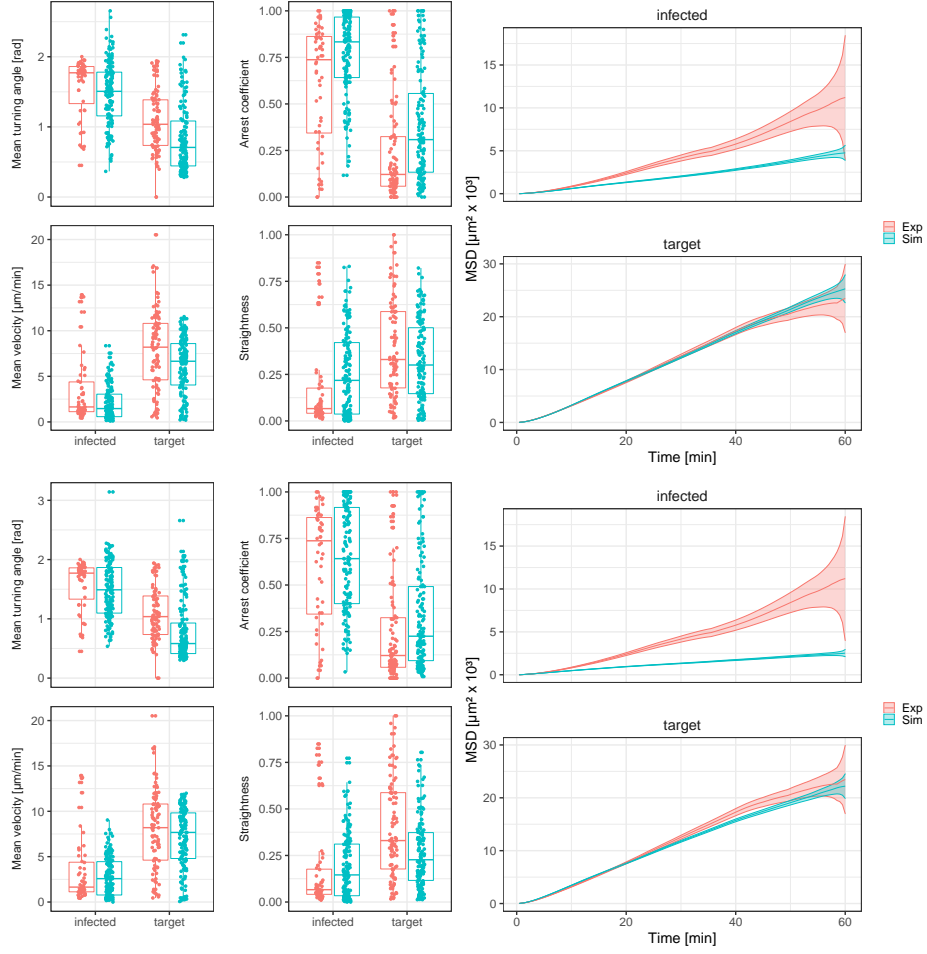 Mean turning angle [rad]
2
1
0
Arrest coefficient
1.00
0.75
0.50
0.25
0.00
infected
15
10
5
0
Mean velocity [µm/min]
20
15
10
5
0
infected target
Straightness
1.00
0.75
0.50
0.25
0.00
infected target
MSD [µm² x 10³]
target
30
20
10
0
0 20 40 60
Time [min]
Exp
Sim
Mean turning angle [rad]
3
2
1
0
Arrest coefficient
1.00
0.75
0.50
0.25
0.00
infected
15
10
5
0
Mean velocity [µm/min]
20
15
10
5
0
infected target
Straightness
1.00
0.75
0.50
0.25
0.00
infected target
MSD [µm² x 10³]
target
30
20
10
0
0 20 40 60
Time [min]
Exp
Sim